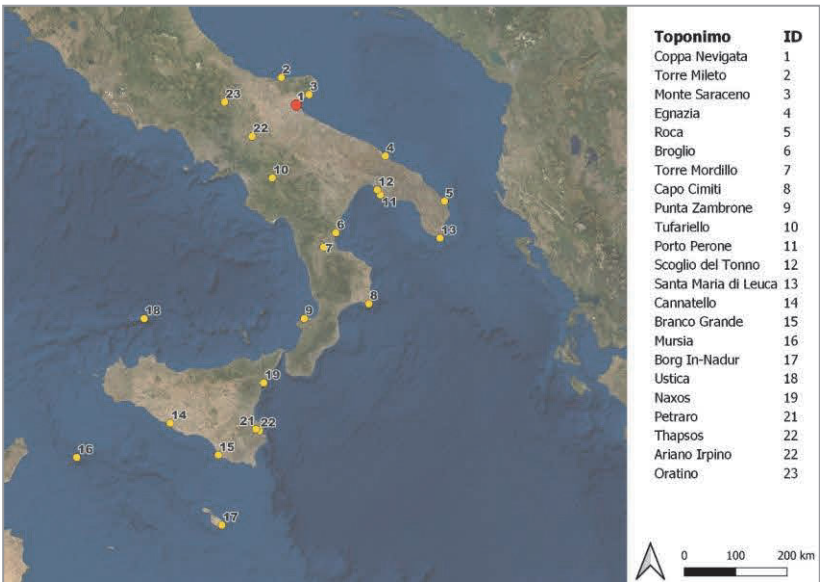 Toponimo ID
Coppa Nevigata 1
Torre Mileto 2
Monte Saraceno 3
Egnazia 4
Roca 5
Broglio 6
Torre Mordillo 7
Capo Cimiti 8
Punta Zambrone 9
Tufariello 10
Porto Perone 11
Scoglio del Tonno 12
Santa Maria di Leuca 13
Cannatello 14
Branco Grande 15
Mursia 16
Borg In-Nadur 17
Ustica 18
Naxos 19
Petraro 21
Thapsos 22
Ariano Irpino 22
Oratino 23
2
3
23
1
22
4
10
12
11
5
6
13
7
8
18
9
19
14
21 22
15
16
17
0 100 200 km